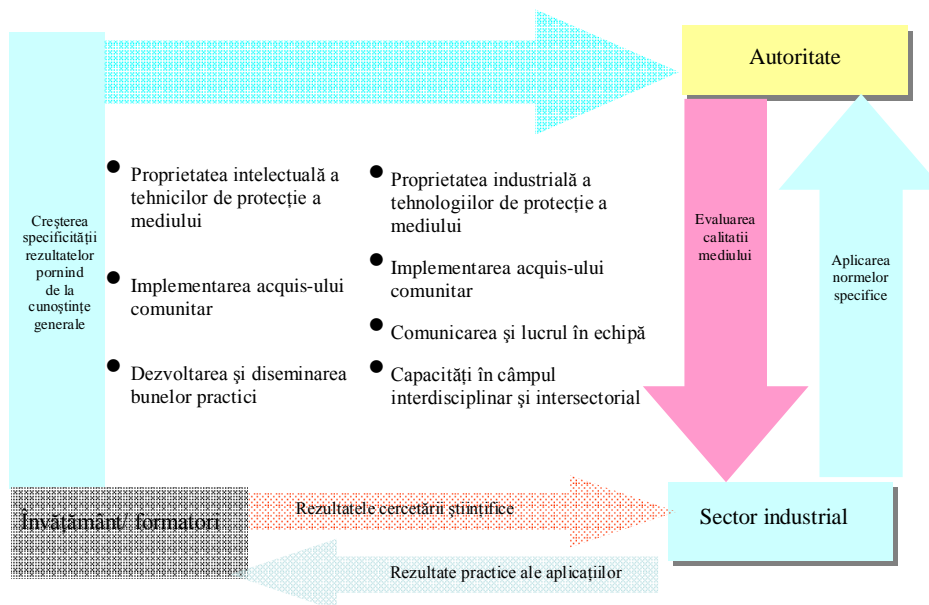 Autoritate
Creşterea
specificităţii
rezultatelor
pornind
de la
cunoştinţe
generale
● Proprietatea intelectuală a
tehnicilor de protecţie a
mediului
● Implementarea acquis-ului
comunitar
● Dezvoltarea şi diseminarea
bunelor practici
● Proprietatea industrială a
tehnologiilor de protecţie a
mediului
● Implementarea acquis-ului
comunitar
● Comunicarea şi lucrul în echipă
● Capacităţi în câmpul
interdisciplinar şi intersectorial
Evaluarea
calitatii
mediului
Aplicarea
normelor
specifice
Învăţământ/ formatori
Rezultatele cercetării ştiinţifice
Sector industrial
Rezultate practice ale aplicaţiilor